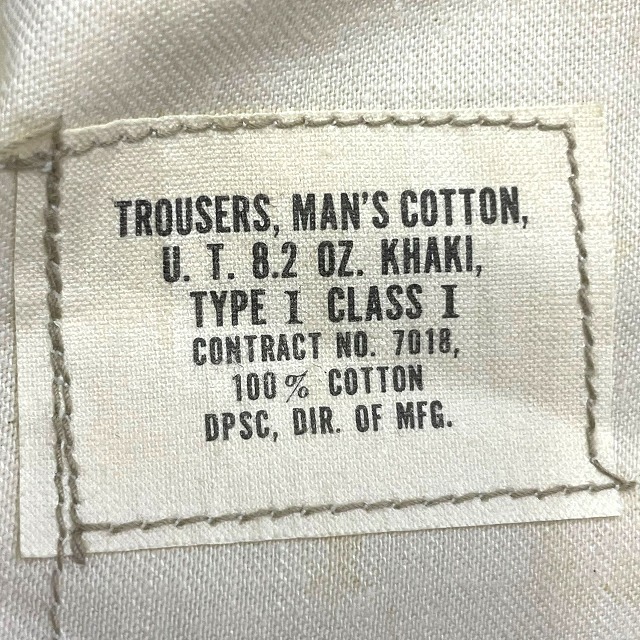 TROUSERS, MAN'S COTTON,
U. T. 8.2 OZ. KHAKI,
TYPE I CLASS I
CONTRACT NO. 7018,
100% COTTON
DPSC, DIR. OF MFG.